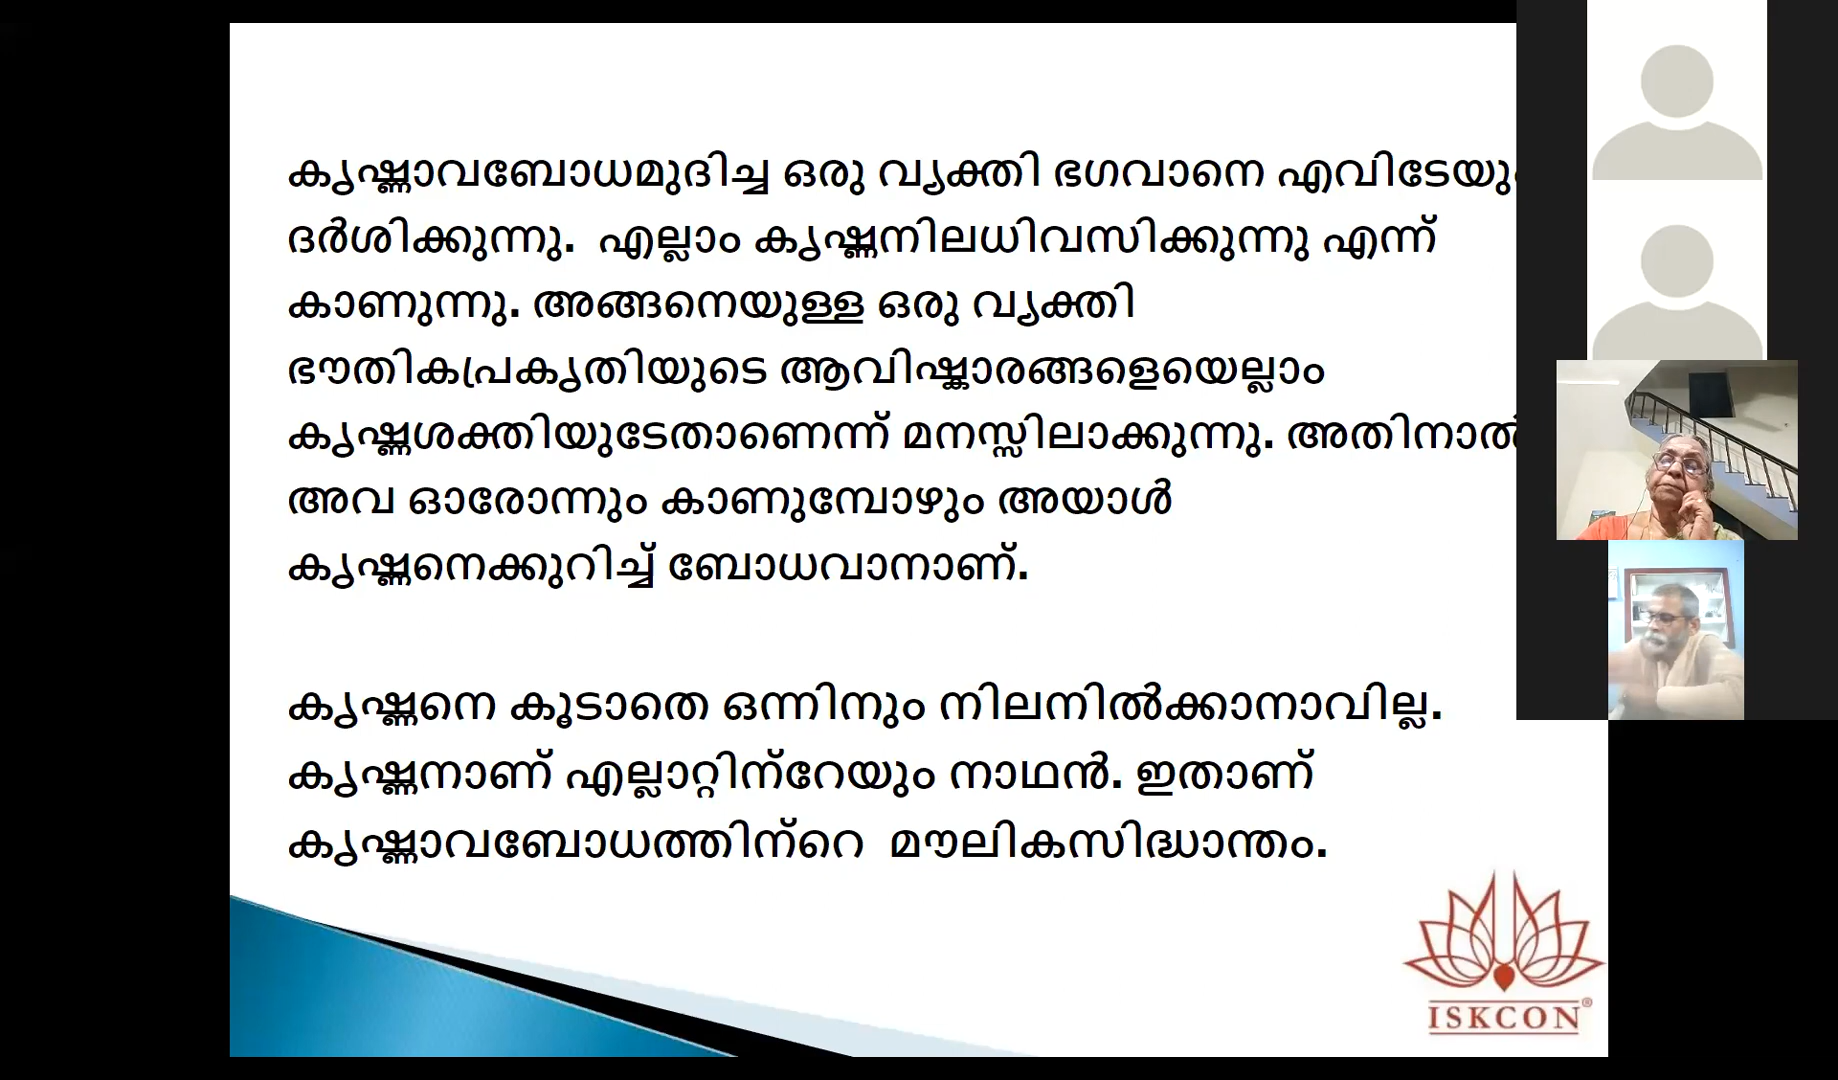 കൃഷ്ണാവബോധമുദിച്ച ഒരു വ്യക്തി ഭഗവാനെ എവിടേയും
ദർശിക്കുന്നു. എല്ലാം കൃഷ്ണനിലധിവസിക്കുന്നു എന്ന്
കാണുന്നു. അങ്ങനെയുള്ള ഒരു വ്യക്തി
ഭൗതികപ്രകൃതിയുടെ ആവിഷ്കാരങ്ങളെയെല്ലാം
കൃഷ്ണശക്തിയുടേതാണെന്ന് മനസ്സിലാക്കുന്നു. അതിനാൽ
അവ ഓരോന്നും കാണുമ്പോഴും അയാൾ
കൃഷ്ണനെക്കുറിച്ച് ബോധവാനാണ്.
കൃഷ്ണനെ കൂടാതെ ഒന്നിനും നിലനിൽക്കാനാവില്ല.
കൃഷ്ണനാണ് എല്ലാറ്റിന്റേയും നാഥൻ. ഇതാണ്
കൃഷ്ണാവബോധത്തിന്റെ മൗലികസിദ്ധാന്തം.
ISKCON®